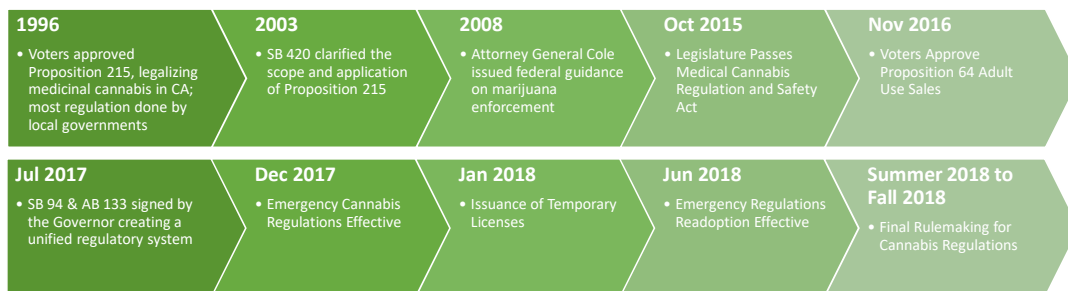 1996
• Voters approved
Proposition 215, legalizing
medicinal cannabis in CA;
most regulation done by
local governments
2003
• SB 420 clarified the
scope and application
of Proposition 215
2008
• Attorney General Cole
issued federal guidance
on marijuana
enforcement
Oct 2015
• Legislature Passes
Medical Cannabis
Regulation and Safety
Act
Nov 2016
• Voters Approve
Proposition 64 Adult
Use Sales
Jul 2017
• SB 94 & AB 133 signed by
the Governor creating a
unified regulatory system
Dec 2017
• Emergency Cannabis
Regulations Effective
Jan 2018
• Issuance of Temporary
Licenses
Jun 2018
• Emergency Regulations
Readoption Effective
Summer 2018 to
Fall 2018
• Final Rulemaking for
Cannabis Regulations